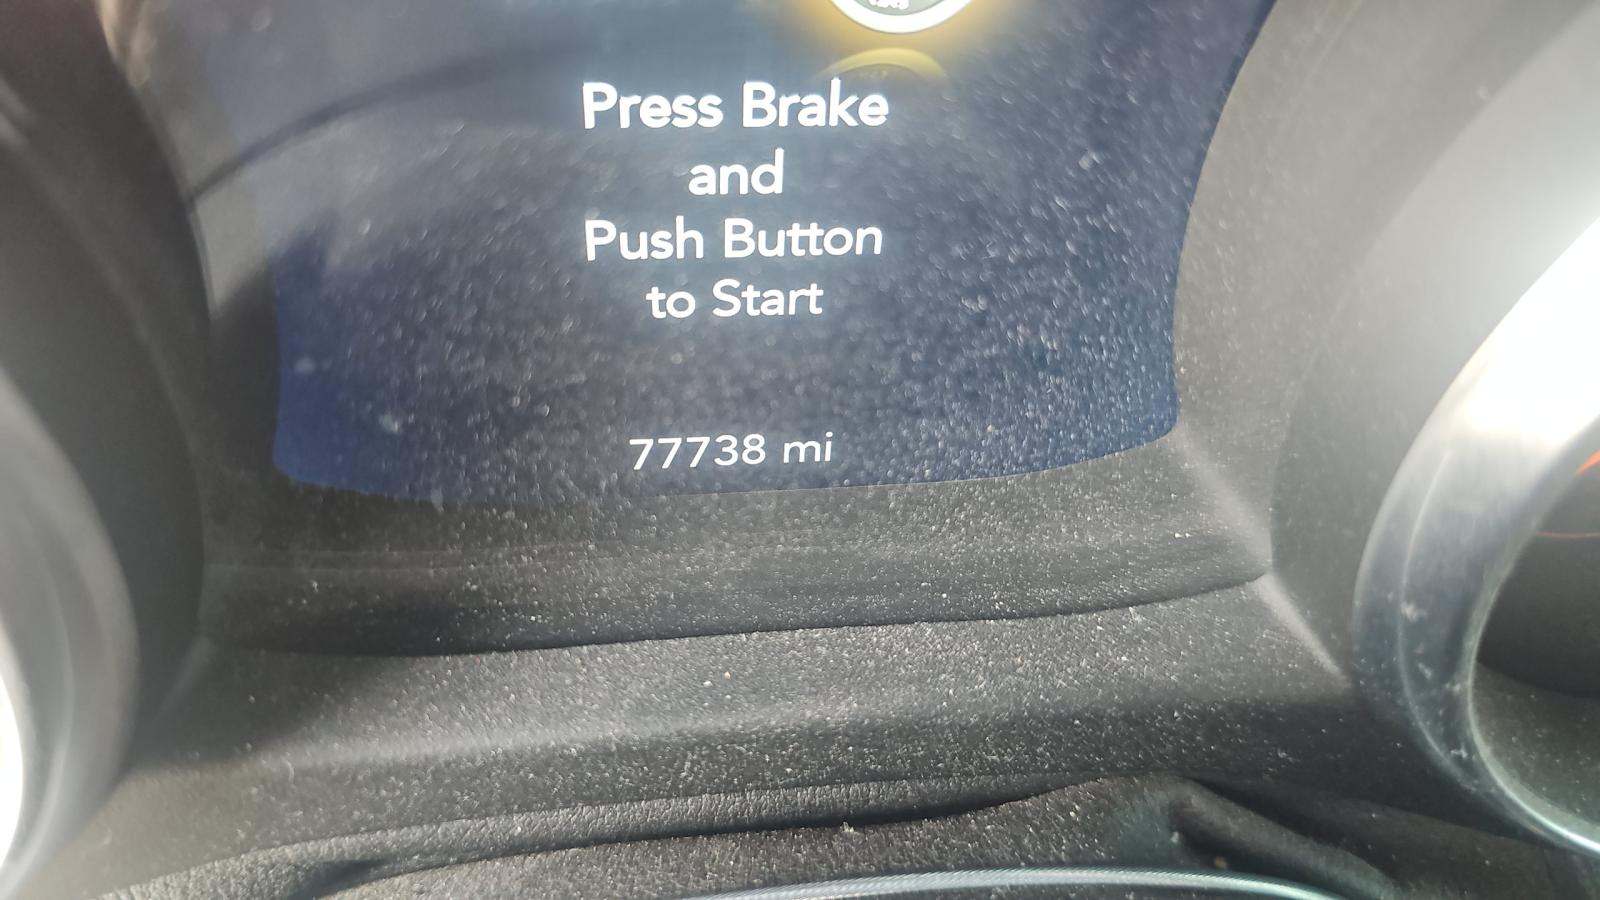 Press Brake
and
Push Button
to Start
77738 mi